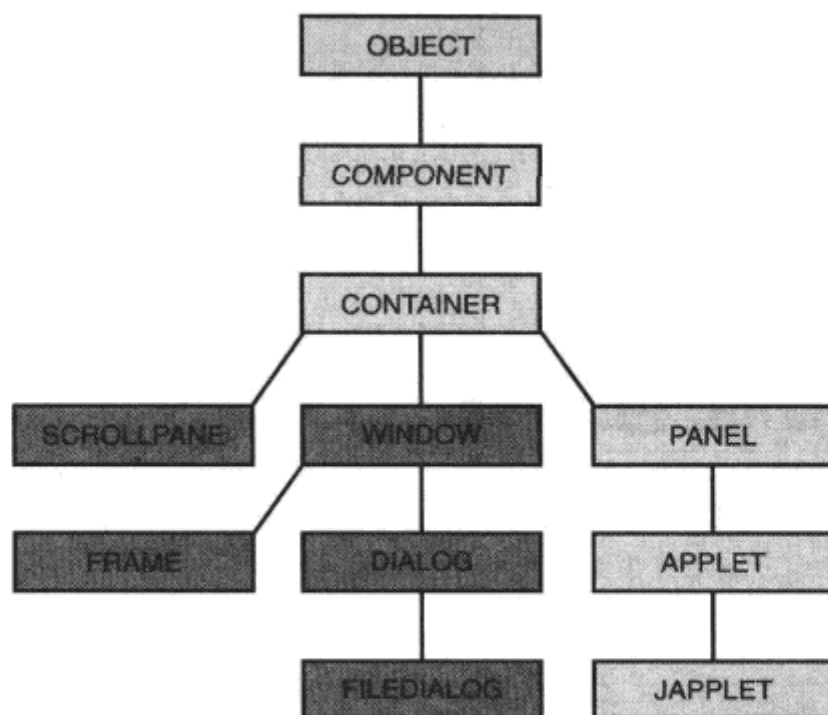 OBJECT
COMPONENT
CONTAINER
SCROLLPANE
WINDOW
PANEL
FRAME
DIALOG
APPLET
FILEDIALOG
JAPPLET